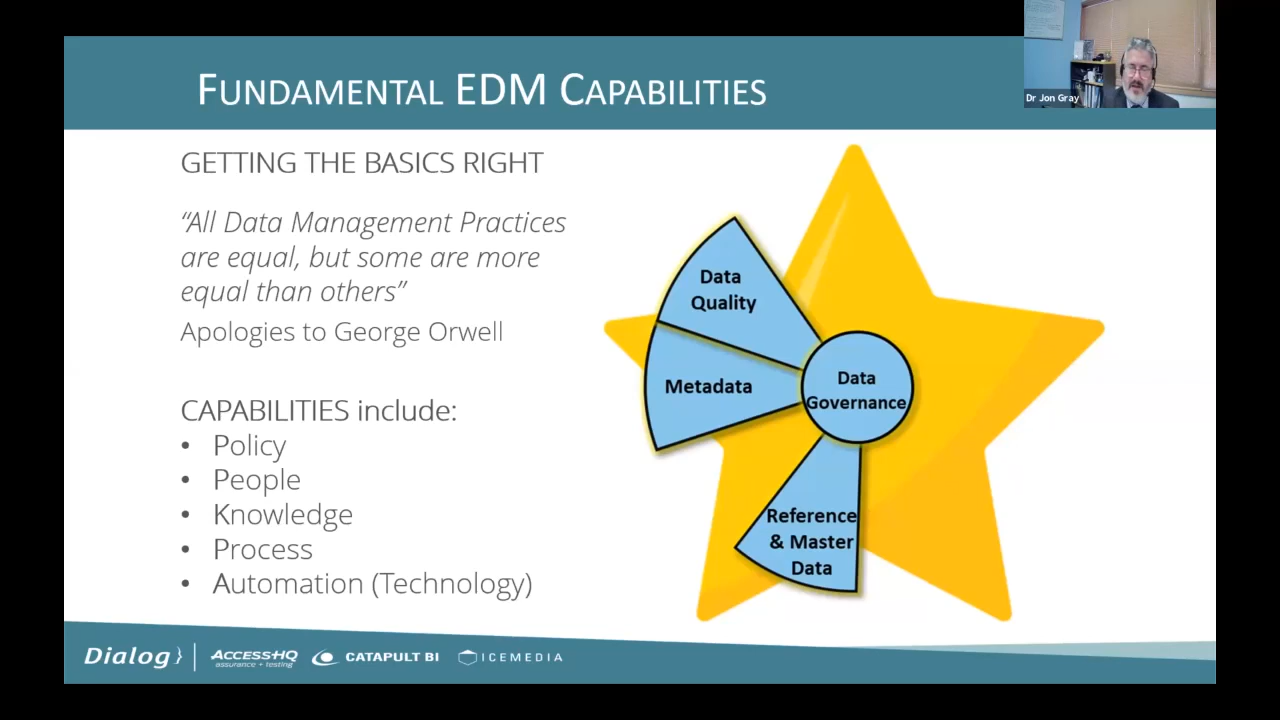 FUNDAMENTAL EDM CAPABILITIES
Dr Jon Gray
GETTING THE BASICS RIGHT
“All Data Management Practices
are equal, but some are more
equal than others”
Apologies to George Orwell
CAPABILITIES include:
• Policy
• People
• Knowledge
• Process
• Automation (Technology)
Data
Quality
Metadata
Data
Governance
Reference
& Master
Data
Dialog}
ACCESSHQ
assurance + testing
CATAPULT BI
ICEMEDIA